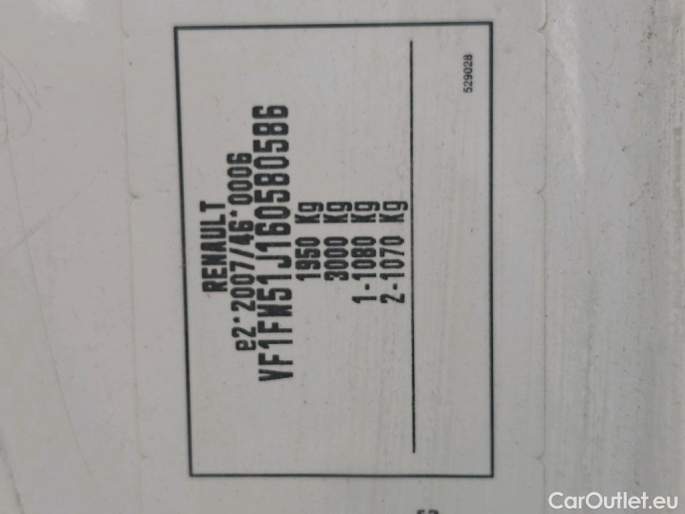 RENAULT
e2*2007/46*0006
VF1FW51J160580586
1950 Kg
3000 Kg
1-1080 Kg
2-1070 Kg
529028
CarOutlet.eu